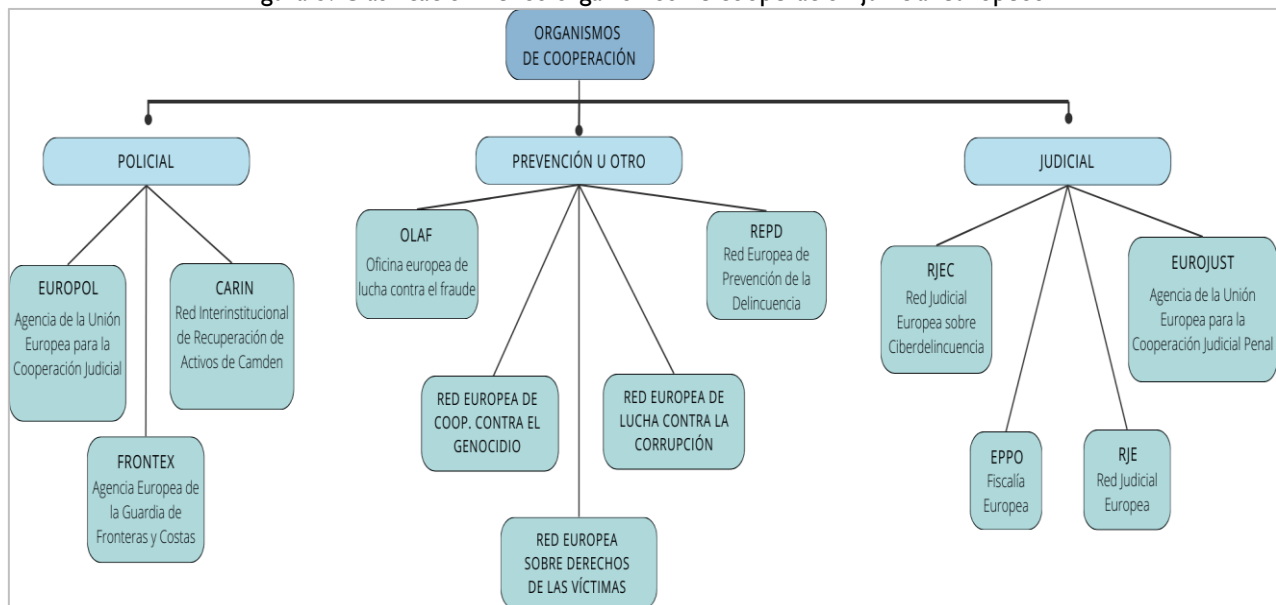 ORGANISMOS
DE COOPERACIÓN
POLICIAL
PREVENCIÓN U OTRO
JUDICIAL
EUROPOL
Agencia de la Unión
Europea para la
Cooperación Judicial
CARIN
Red Interinstitucional
de Recuperación de
Activos de Camden
FRONTEX
Agencia Europea de
la Guardia de
Fronteras y Costas
OLAF
Oficina europea de
lucha contra el fraude
REPD
Red Europea de
Prevención de la
Delincuencia
RED EUROPEA DE
COOP. CONTRA EL
GENOCIDIO
RED EUROPEA DE
LUCHA CONTRA LA
CORRUPCIÓN
RED EUROPEA
SOBRE DERECHOS
DE LAS VÍCTIMAS
RJEC
Red Judicial
Europea sobre
Ciberdelincuencia
EUROJUST
Agencia de la Unión
Europea para la
Cooperación Judicial Penal
EPPO
Fiscalía
Europea
RJE
Red Judicial
Europea